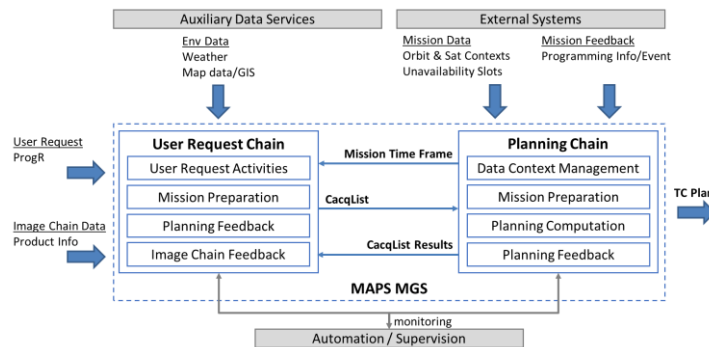 Auxiliary Data Services
External Systems
Env Data
Weather
Map data/GIS
Mission Data
Orbit & Sat Contexts
Unavailability Slots
Mission Feedback
Programming Info/Event
User Request
ProgR
Image Chain Data
Product Info
User Request Chain
User Request Activities
Mission Preparation
Planning Feedback
Image Chain Feedback
Mission Time Frame
CacqList
CacqList Results
Planning Chain
Data Context Management
Mission Preparation
Planning Computation
Planning Feedback
TC Plan
MAPS MGS
monitoring
Automation / Supervision